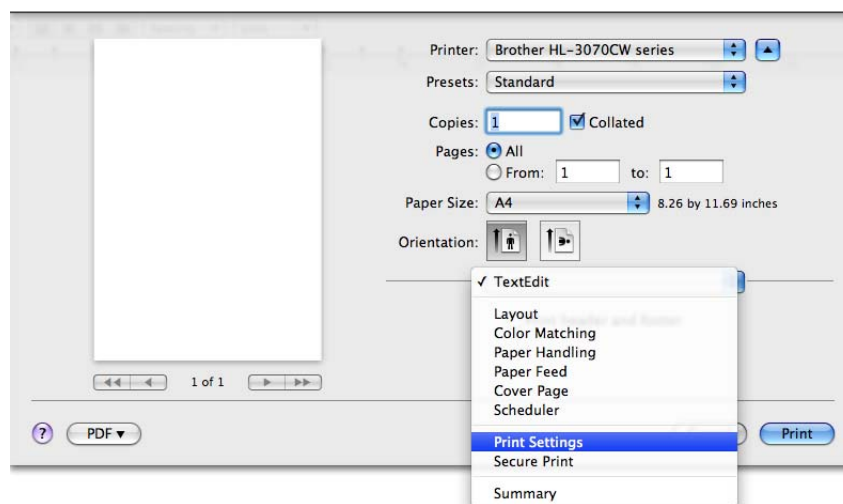 Printer: Brother HL-3070CW series
Presets: Standard
Copies: 1 Collated
Pages: All
From: 1 to: 1
Paper Size: A4 8.26 by 11.69 inches
Orientation:
✓ TextEdit
Layout
Color Matching
Paper Handling
Paper Feed
Cover Page
Scheduler
Print Settings
Secure Print
Summary
1 of 1
? PDF ▼ Print